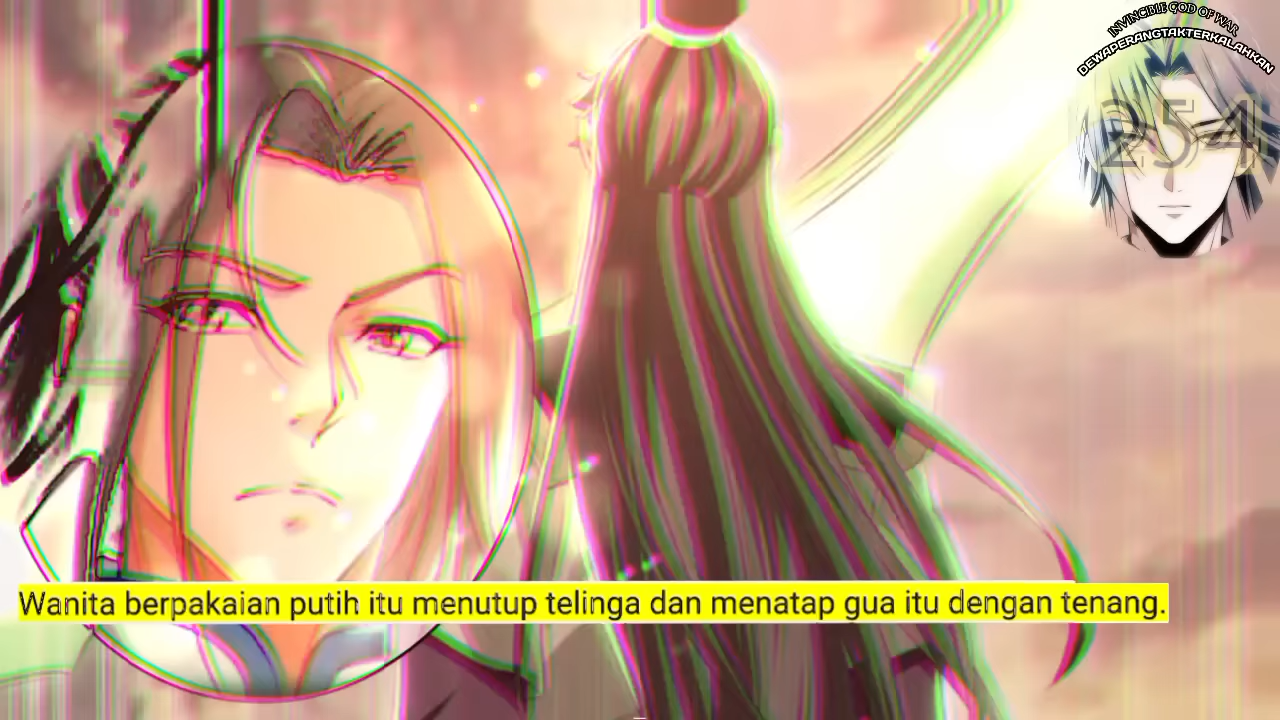 INVINCIBLE GOD OF WAR
DEWAPERANGTAKTERKALAHKAN
254
Wanita berpakaian putih itu menutup telinga dan menatap gua itu dengan tenang.